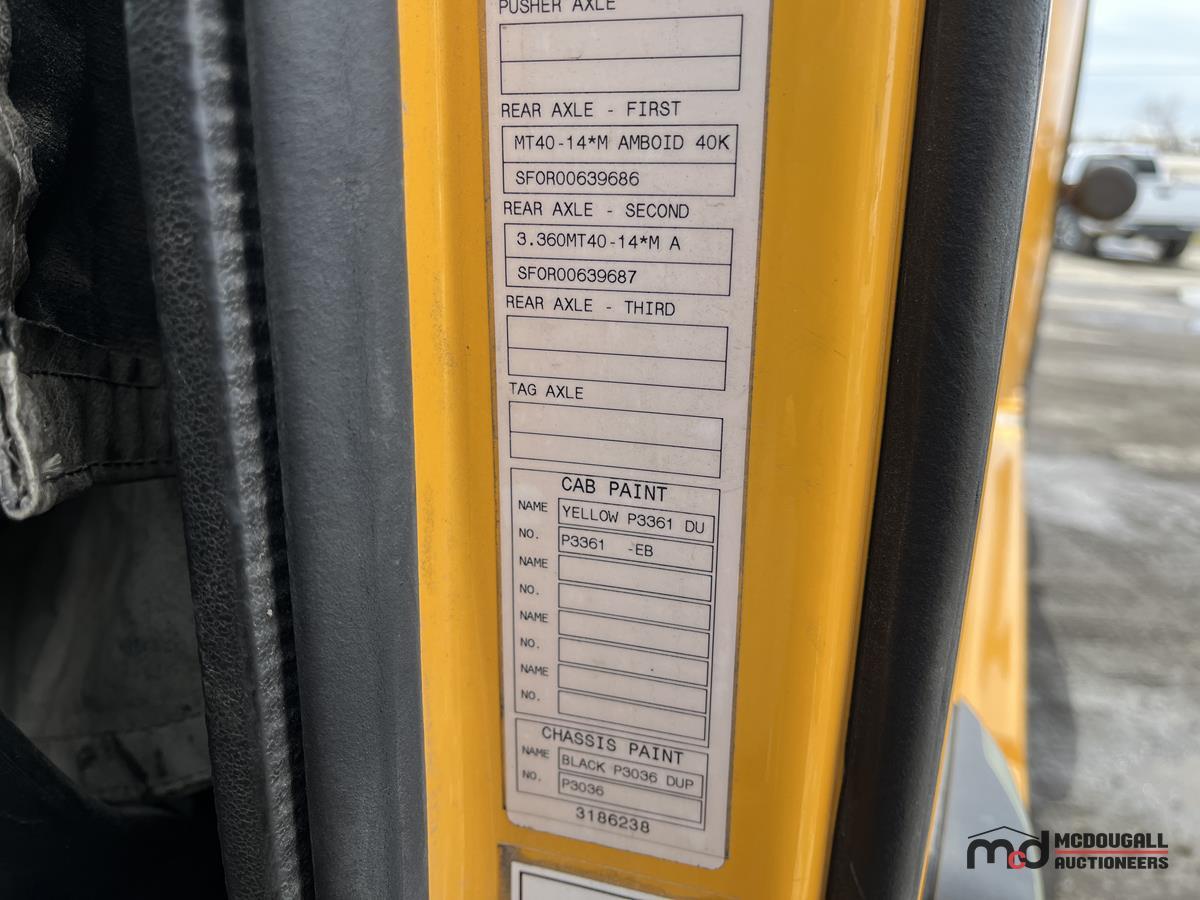 PUSHER AXLE
REAR AXLE - FIRST
MT40-14*M AMBOID 40K
SF0R00639686
REAR AXLE - SECOND
3.360MT40-14*M A
SF0R00639687
REAR AXLE - THIRD
TAG AXLE
CAB PAINT
NAME YELLOW P3361 DU
NO. P3361 -EB
NAME
NO.
NAME
NO.
NAME
NO.
CHASSIS PAINT
NAME BLACK P3036 DUP
NO. P3036
3186238
mcd MCDOUGALL
AUCTIONEERS